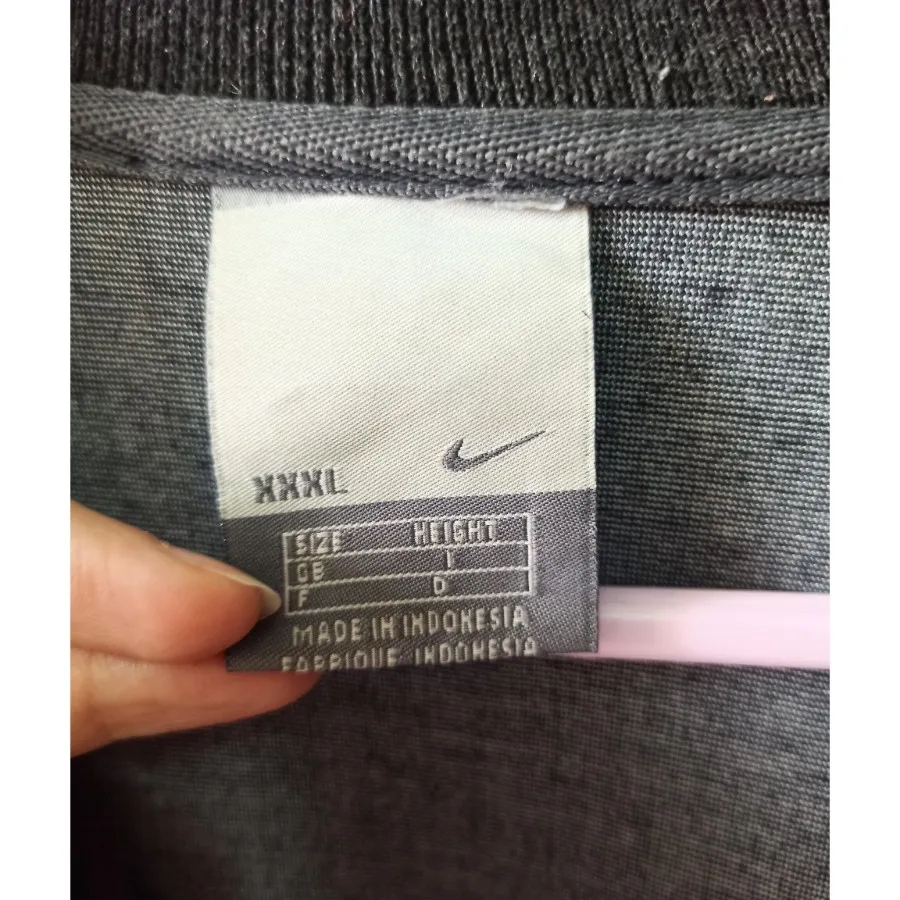 XXXL
SIZE HEIGHT
GB I
F D
MADE IN INDONESIA
FABRIQUE INDONESIA